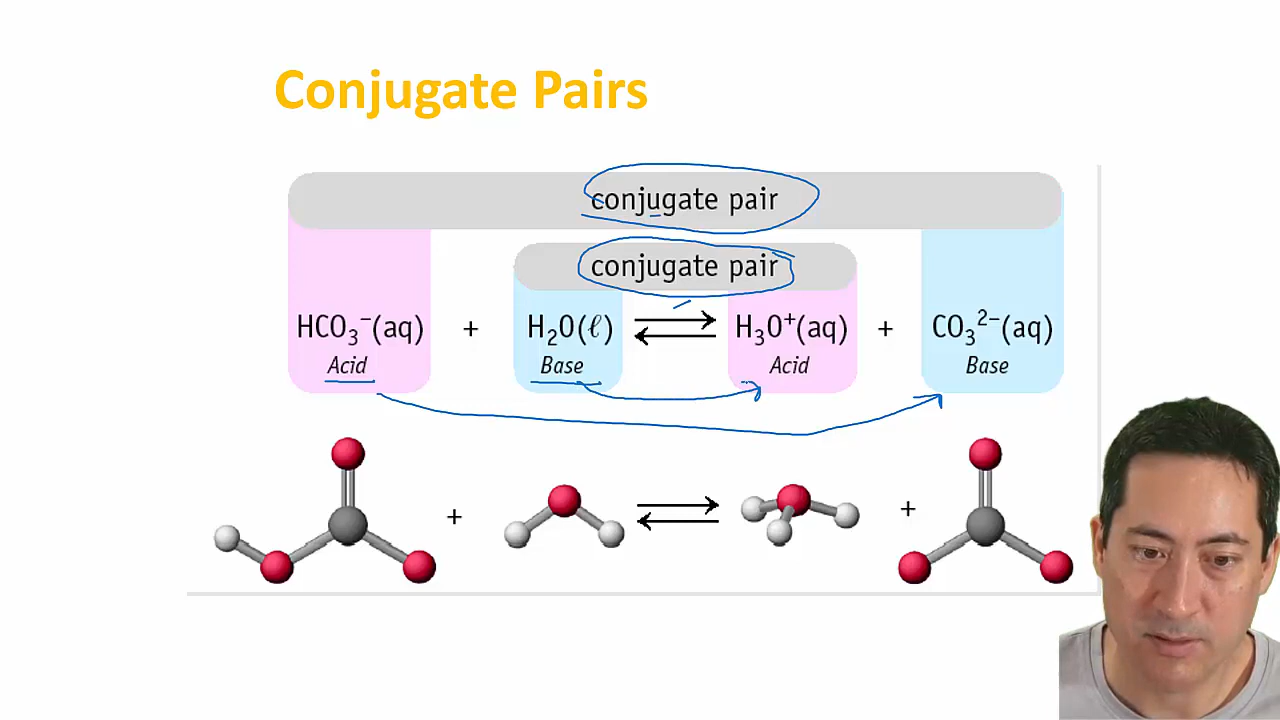 Conjugate Pairs
conjugate pair
conjugate pair
HCO₃⁻(aq) + H₂O(ℓ) ⇌ H₃O⁺(aq) + CO₃²⁻(aq)
Acid Base Acid Base
+ ⇌ +